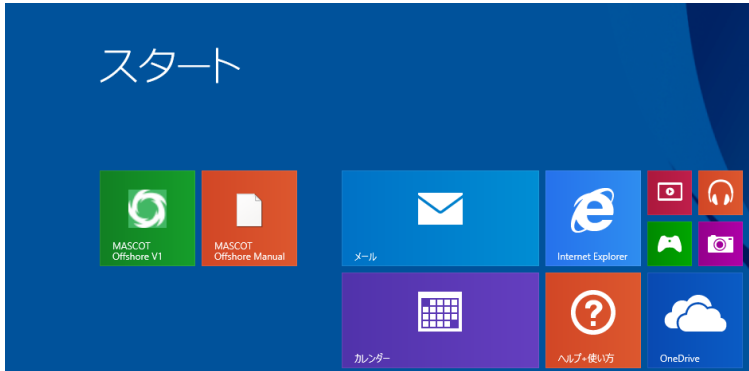 スタート
MASCOT
Offshore V1
MASCOT
Offshore Manual
メール
Internet Explorer
カレンダー
ヘルプ+使い方
OneDrive